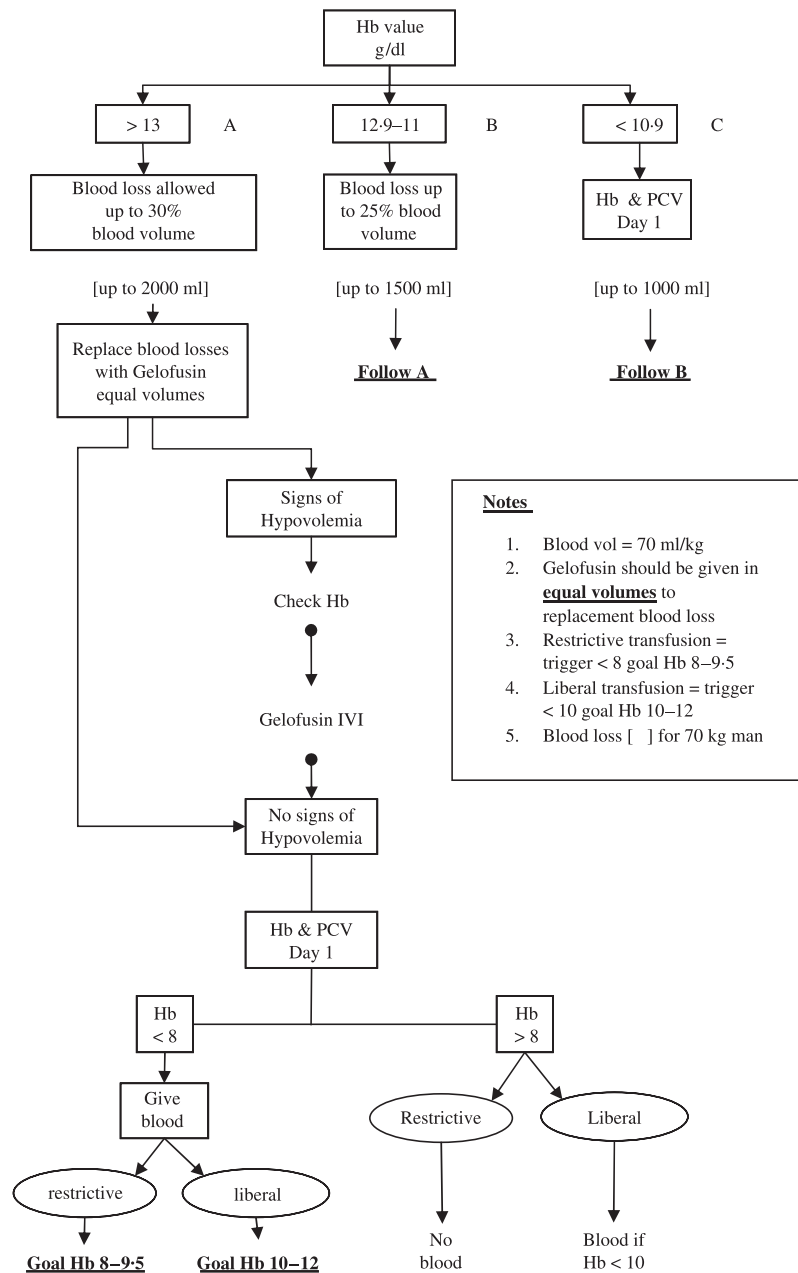 Hb value
g/dl
> 13
A
12·9–11
B
< 10·9
C
Blood loss allowed
up to 30%
blood volume
Blood loss up
to 25% blood
volume
Hb & PCV
Day 1
[up to 2000 ml]
[up to 1500 ml]
[up to 1000 ml]
Replace blood losses
with Gelofusin
equal volumes
Follow A
Follow B
Signs of
Hypovolemia
Check Hb
Gelofusin IVI
No signs of
Hypovolemia
Notes
1. Blood vol = 70 ml/kg
2. Gelofusin should be given in
equal volumes to
replacement blood loss
3. Restrictive transfusion =
trigger < 8 goal Hb 8–9·5
4. Liberal transfusion = trigger
< 10 goal Hb 10–12
5. Blood loss [ ] for 70 kg man
Hb & PCV
Day 1
Hb
< 8
Hb
> 8
Give
blood
Restrictive
Liberal
restrictive
liberal
Goal Hb 8–9·5
Goal Hb 10–12
No
blood
Blood if
Hb < 10